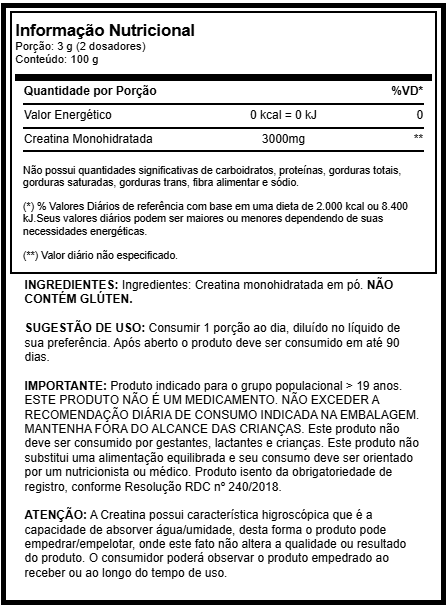 Informação Nutricional
Porção: 3 g (2 dosadores)
Conteúdo: 100 g
Quantidade por Porção %VD*
Valor Energético 0 kcal = 0 kJ 0
Creatina Monohidratada 3000mg **
Não possui quantidades significativas de carboidratos, proteínas, gorduras totais,
gorduras saturadas, gorduras trans, fibra alimentar e sódio.
(*) % Valores Diários de referência com base em uma dieta de 2.000 kcal ou 8.400
kJ.Seus valores diários podem ser maiores ou menores dependendo de suas
necessidades energéticas.
(**) Valor diário não especificado.
INGREDIENTES: Ingredientes: Creatina monohidratada em pó. NÃO
CONTÉM GLÚTEN.
SUGESTÃO DE USO: Consumir 1 porção ao dia, diluído no líquido de
sua preferência. Após aberto o produto deve ser consumido em até 90
dias.
IMPORTANTE: Produto indicado para o grupo populacional > 19 anos.
ESTE PRODUTO NÃO É UM MEDICAMENTO. NÃO EXCEDER A
RECOMENDAÇÃO DIÁRIA DE CONSUMO INDICADA NA EMBALAGEM.
MANTENHA FORA DO ALCANCE DAS CRIANÇAS. Este produto não
deve ser consumido por gestantes, lactantes e crianças. Este produto não
substitui uma alimentação equilibrada e seu consumo deve ser orientado
por um nutricionista ou médico. Produto isento da obrigatoriedade de
registro, conforme Resolução RDC nº 240/2018.
ATENÇÃO: A Creatina possui característica higroscópica que é a
capacidade de absorver água/umidade, desta forma o produto pode
empedrar/empelotar, onde este fato não altera a qualidade ou resultado
do produto. O consumidor poderá observar o produto empedrado ao
receber ou ao longo do tempo de uso.